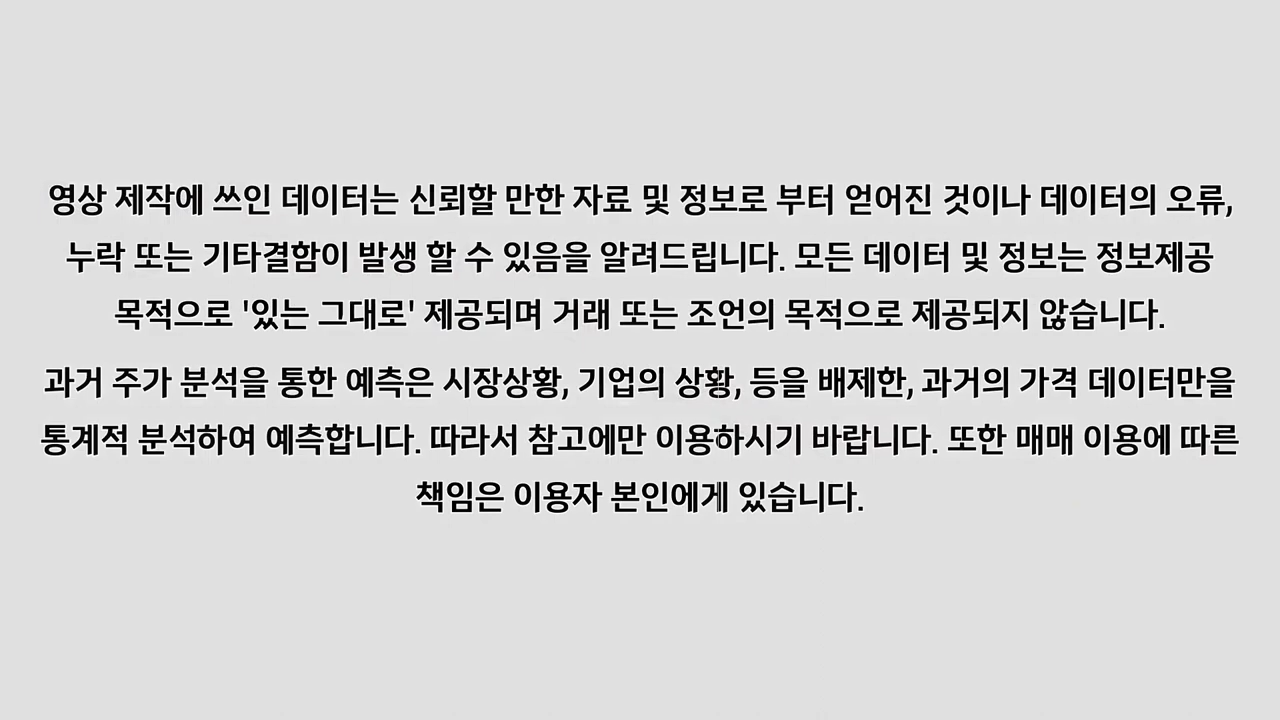 영상 제작에 쓰인 데이터는 신뢰할 만한 자료 및 정보로 부터 얻어진 것이나 데이터의 오류,
누락 또는 기타결함이 발생 할 수 있음을 알려드립니다. 모든 데이터 및 정보는 정보제공
목적으로 '있는 그대로' 제공되며 거래 또는 조언의 목적으로 제공되지 않습니다.
과거 주가 분석을 통한 예측은 시장상황, 기업의 상황, 등을 배제한, 과거의 가격 데이터만을
통계적 분석하여 예측합니다. 따라서 참고에만 이용하시기 바랍니다. 또한 매매 이용에 따른
책임은 이용자 본인에게 있습니다.